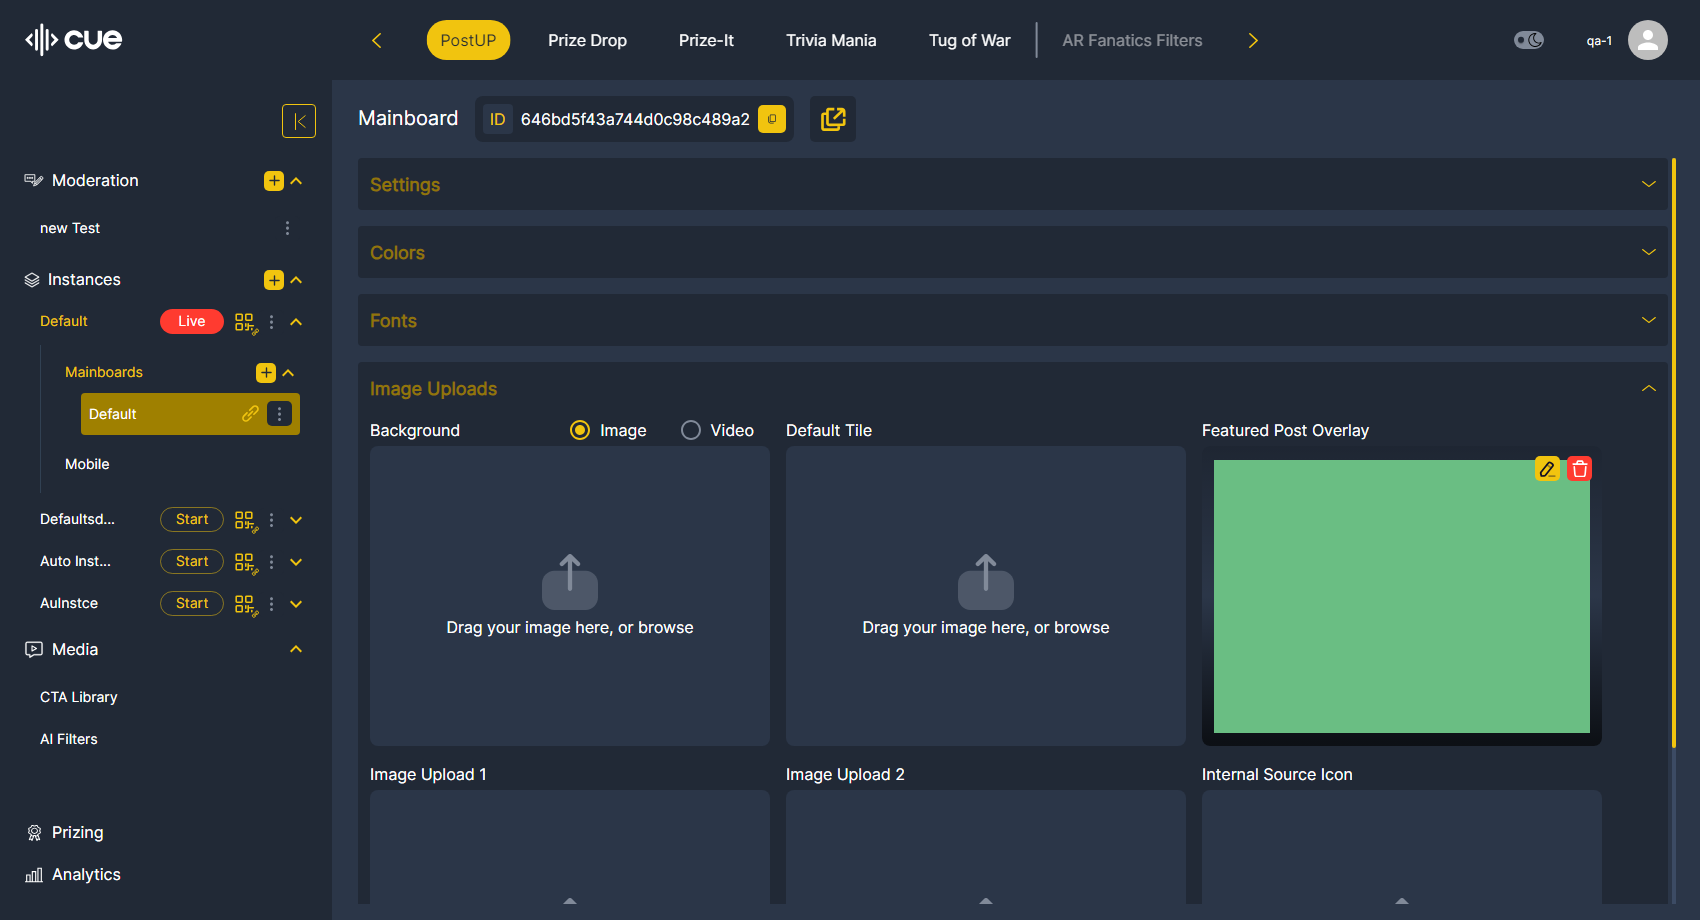 cue
PostUP
Prize Drop
Prize-It
Trivia Mania
Tug of War
AR Fanatics Filters
qa-1
Mainboard
ID
646bd5f43a744d0c98c489a2
Moderation
new Test
Instances
Default
Live
Mainboards
Default
Mobile
Defaultsd...
Start
Auto Inst...
Start
AuInstce
Start
Media
CTA Library
AI Filters
Prizing
Analytics
Settings
Colors
Fonts
Image Uploads
Background
Image
Video
Default Tile
Featured Post Overlay
Drag your image here, or browse
Drag your image here, or browse
Image Upload 1
Image Upload 2
Internal Source Icon